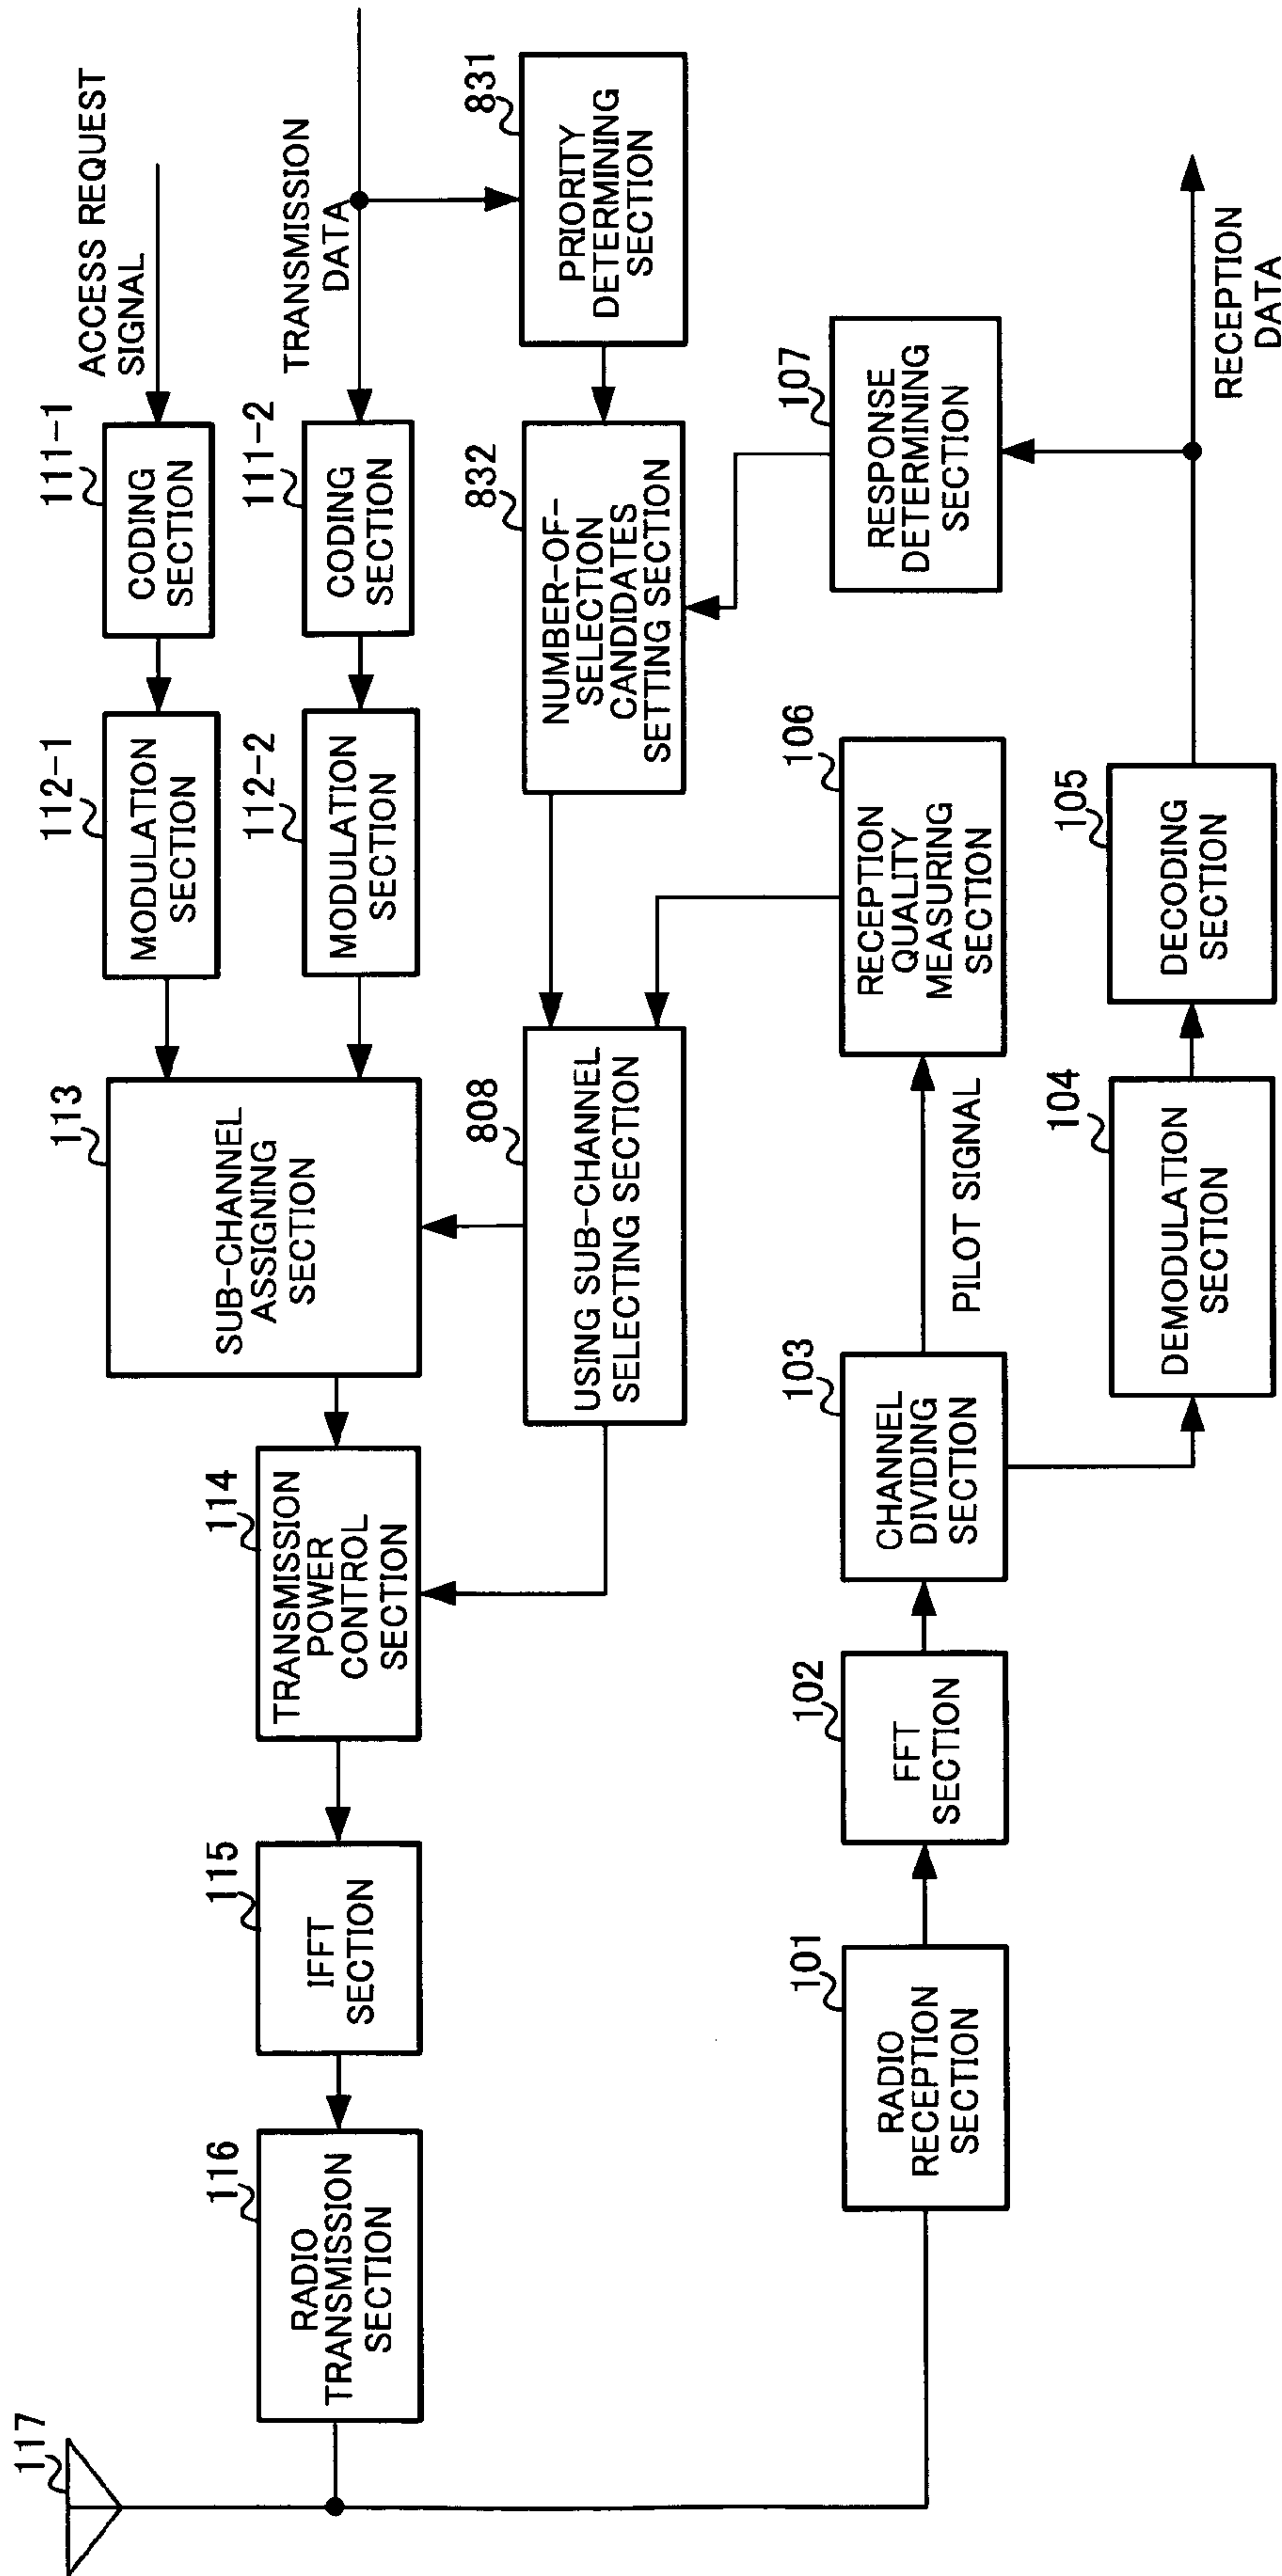 117
116
RADIO
TRANSMISSION
SECTION
115
IFFT
SECTION
114
TRANSMISSION
POWER
CONTROL
SECTION
113
SUB-CHANNEL
ASSIGNING
SECTION
112-1
MODULATION
SECTION
111-1
CODING
SECTION
ACCESS REQUEST
SIGNAL
112-2
MODULATION
SECTION
111-2
CODING
SECTION
TRANSMISSION
DATA
808
USING SUB-CHANNEL
SELECTING SECTION
832
NUMBER-OF-
SELECTION
CANDIDATES
SETTING SECTION
831
PRIORITY
DETERMINING
SECTION
101
RADIO
RECEPTION
SECTION
102
FFT
SECTION
103
CHANNEL
DIVIDING
SECTION
PILOT SIGNAL
106
RECEPTION
QUALITY
MEASURING
SECTION
107
RESPONSE
DETERMINING
SECTION
104
DEMODULATION
SECTION
105
DECODING
SECTION
RECEPTION
DATA